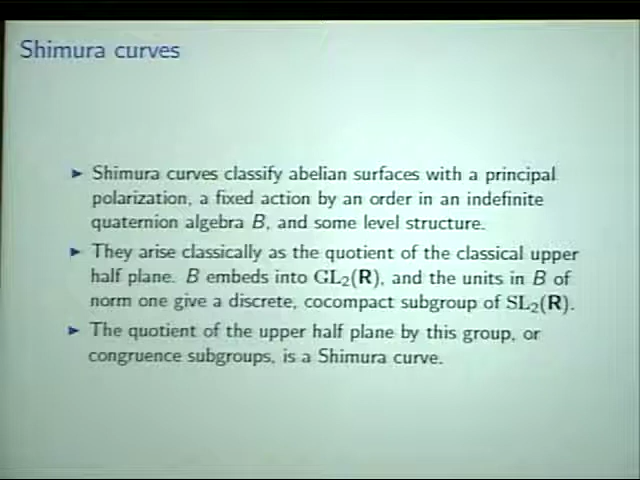 Shimura curves
▶ Shimura curves classify abelian surfaces with a principal
polarization, a fixed action by an order in an indefinite
quaternion algebra B, and some level structure.
▶ They arise classically as the quotient of the classical upper
half plane. B embeds into GL₂(R), and the units in B of
norm one give a discrete, cocompact subgroup of SL₂(R).
▶ The quotient of the upper half plane by this group, or
congruence subgroups, is a Shimura curve.